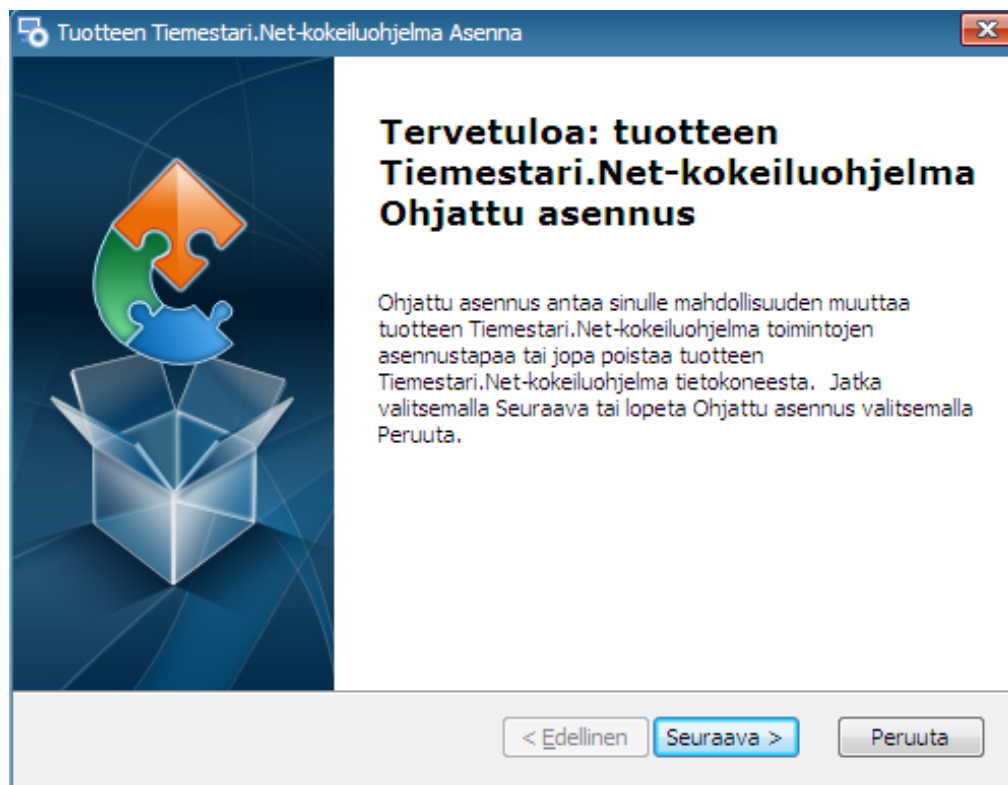 Tuotteen Tiemestari.Net-kokeiluohjelma Asenna
Tervetuloa: tuotteen
Tiemestari.Net-kokeiluohjelma
Ohjattu asennus
Ohjattu asennus antaa sinulle mahdollisuuden muuttaa
tuotteen Tiemestari.Net-kokeiluohjelma toimintojen
asennustapaa tai jopa poistaa tuotteen
Tiemestari.Net-kokeiluohjelma tietokoneesta.  Jatka
valitsemalla Seuraava tai lopeta Ohjattu asennus valitsemalla
Peruuta.
< Edellinen
Seuraava >
Peruuta